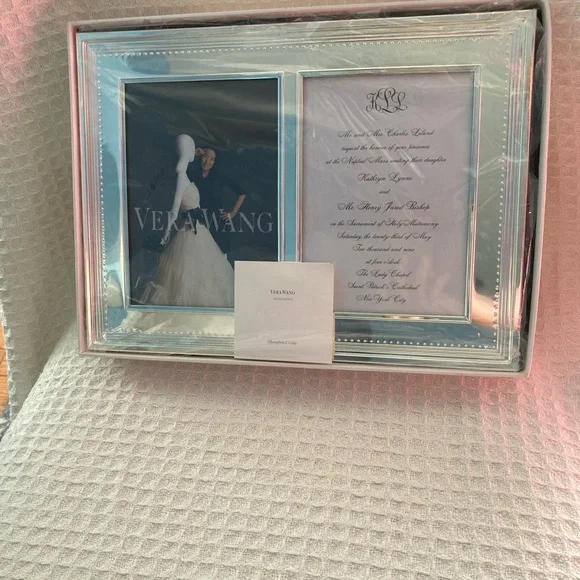 VERA WANG
KLL
Mr. and Mrs. Charles Leland
request the honour of your presence
at the Nuptial Mass uniting their daughter
Kathryn Lynne
and
Mr. Henry Jared Bishop
in the Sacrament of Holy Matrimony
Saturday, the twenty-third of May
Two thousand and nine
at five o'clock
The Lady Chapel
Saint Patrick's Cathedral
New York City
VERA WANG